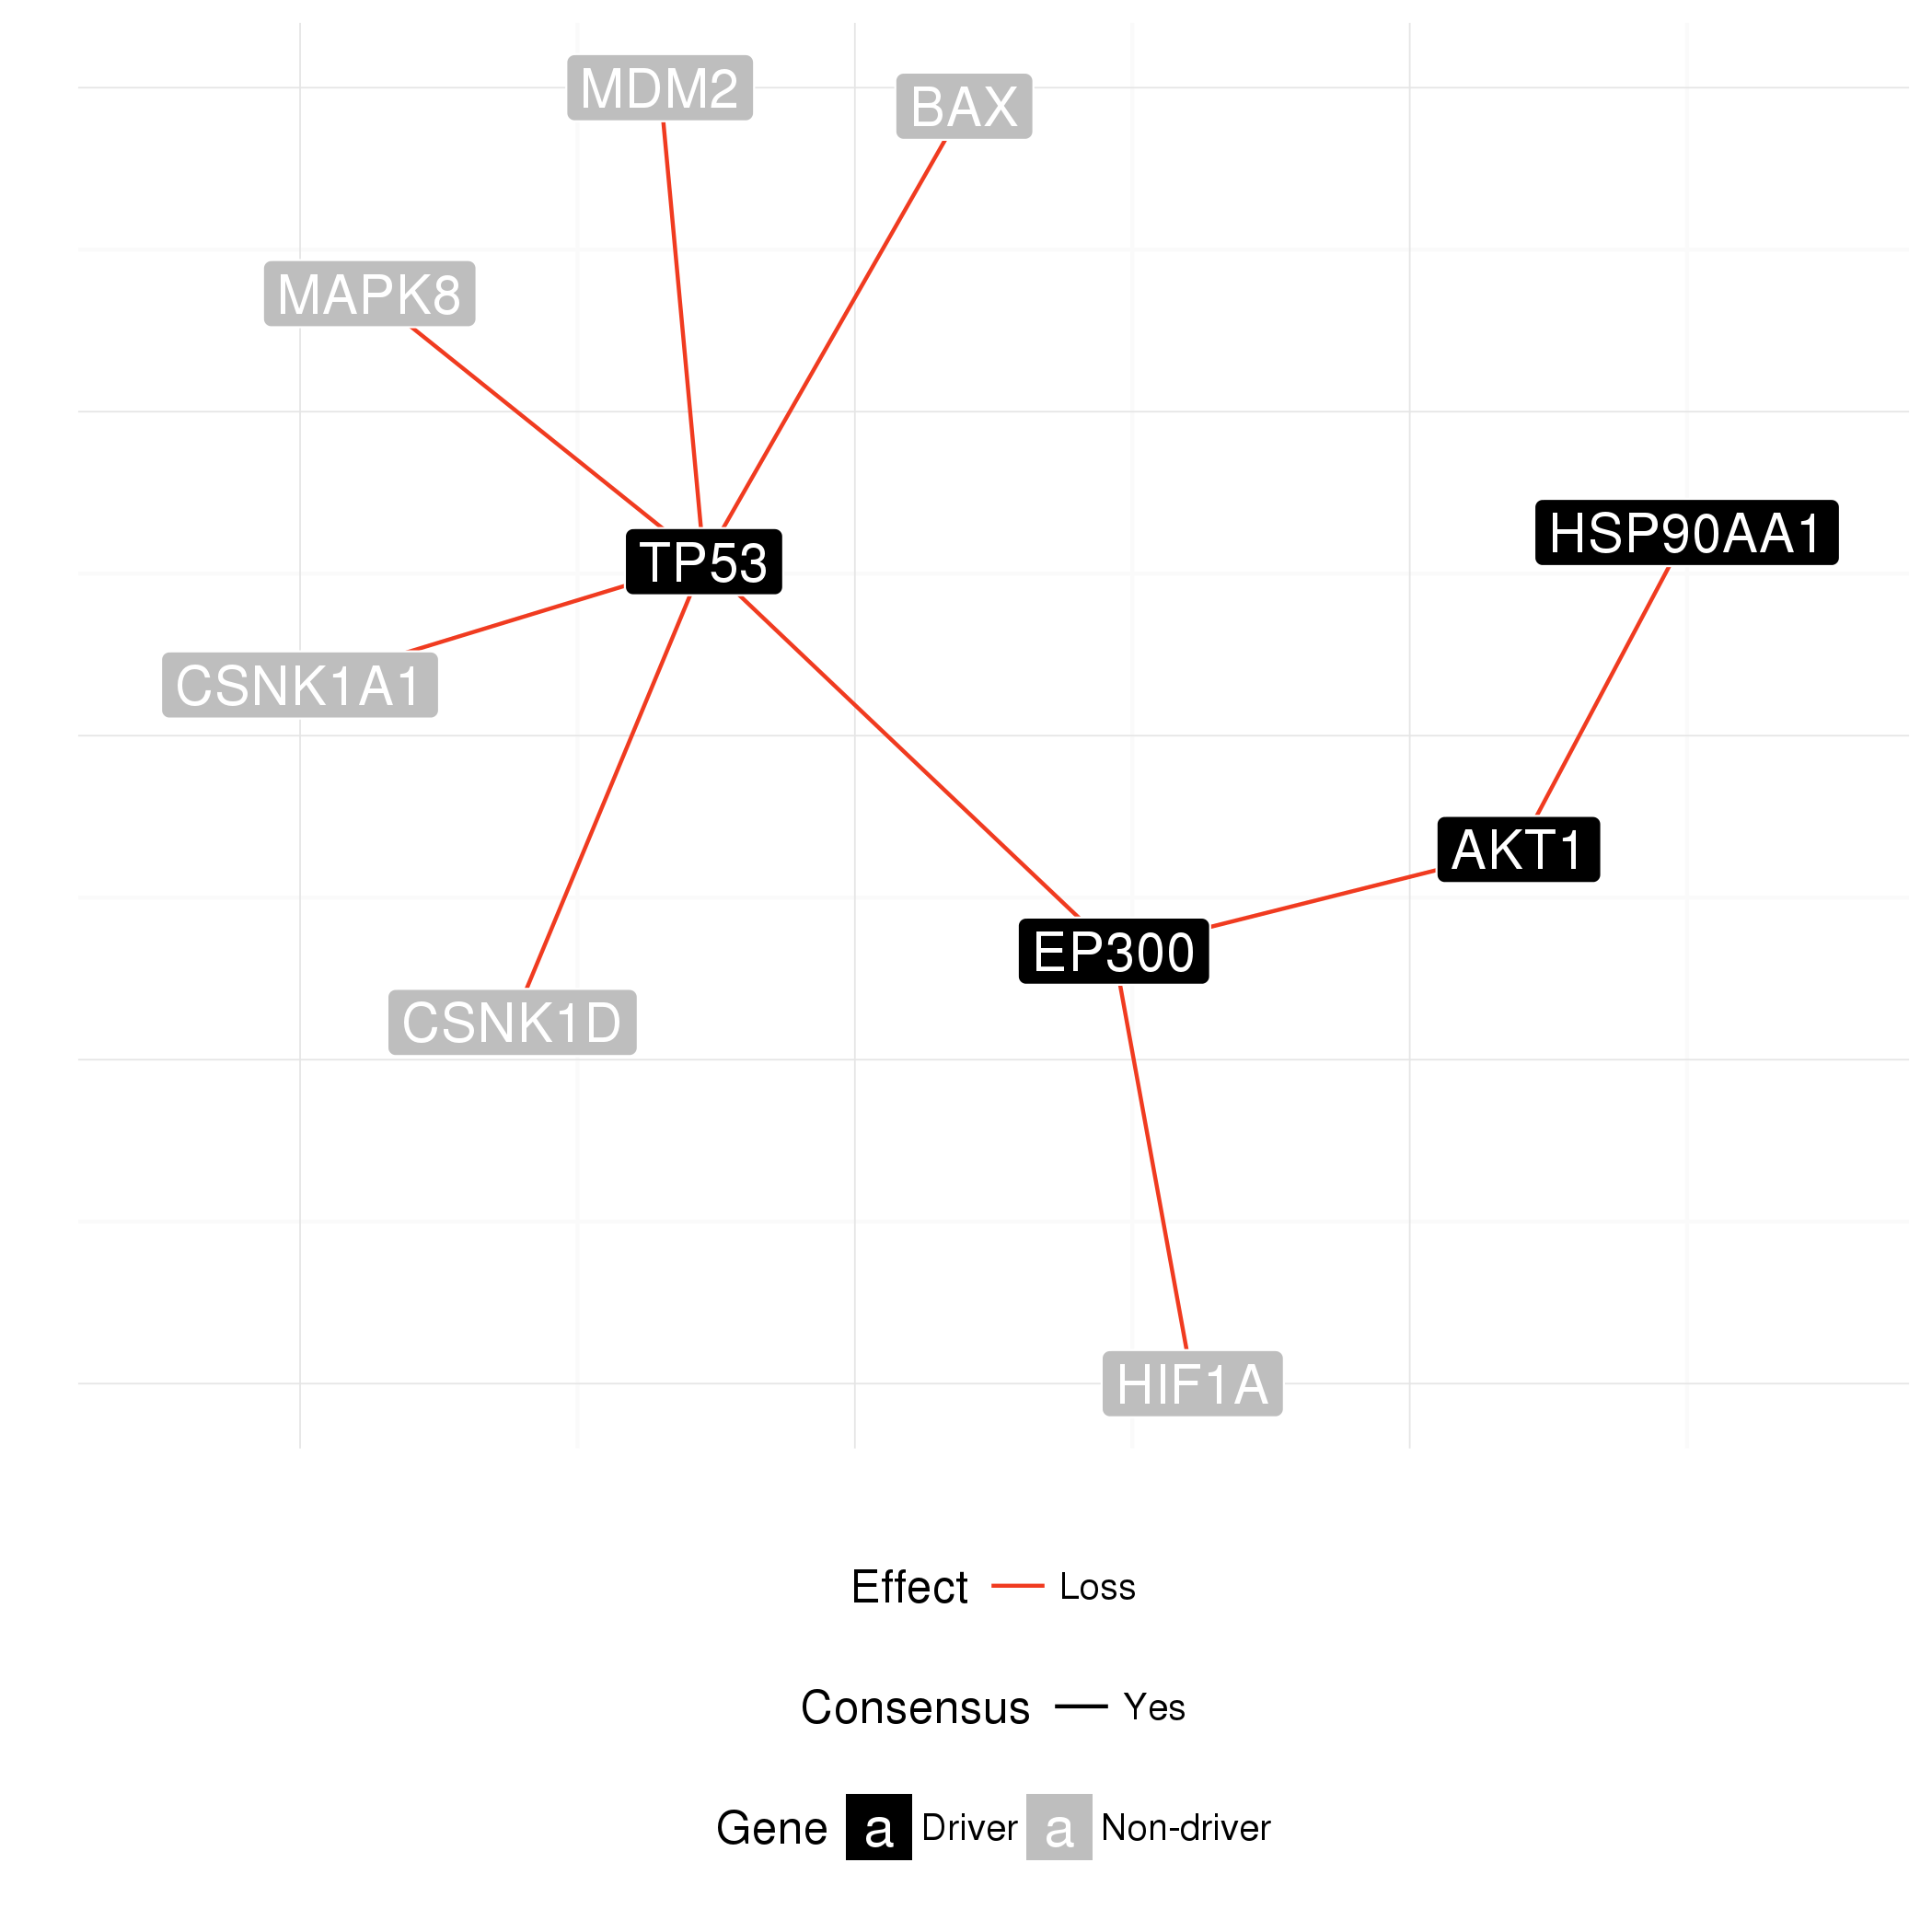 MDM2
BAX
MAPK8
HSP90AA1
TP53
CSNK1A1
AKT1
EP300
CSNK1D
HIF1A
Effect Loss
Consensus Yes
Gene a Driver a Non-driver